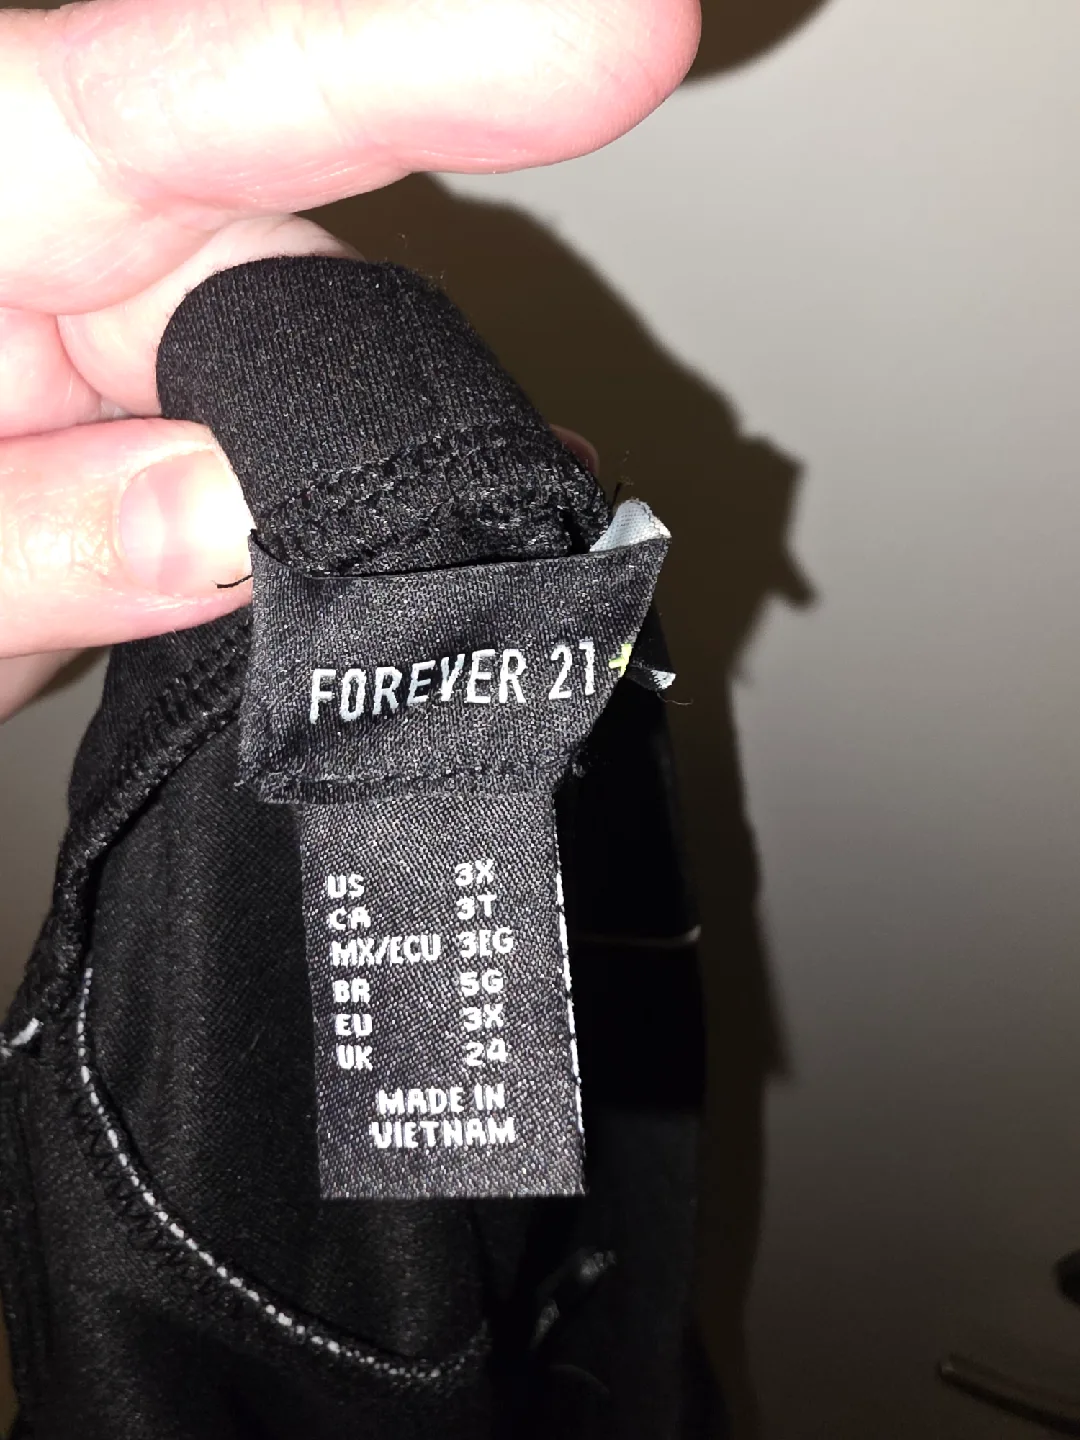 FOREVER 21+
US 3X
CA 3T
MX/ECU 3EG
BR 5G
EU 3X
UK 24
MADE IN
VIETNAM